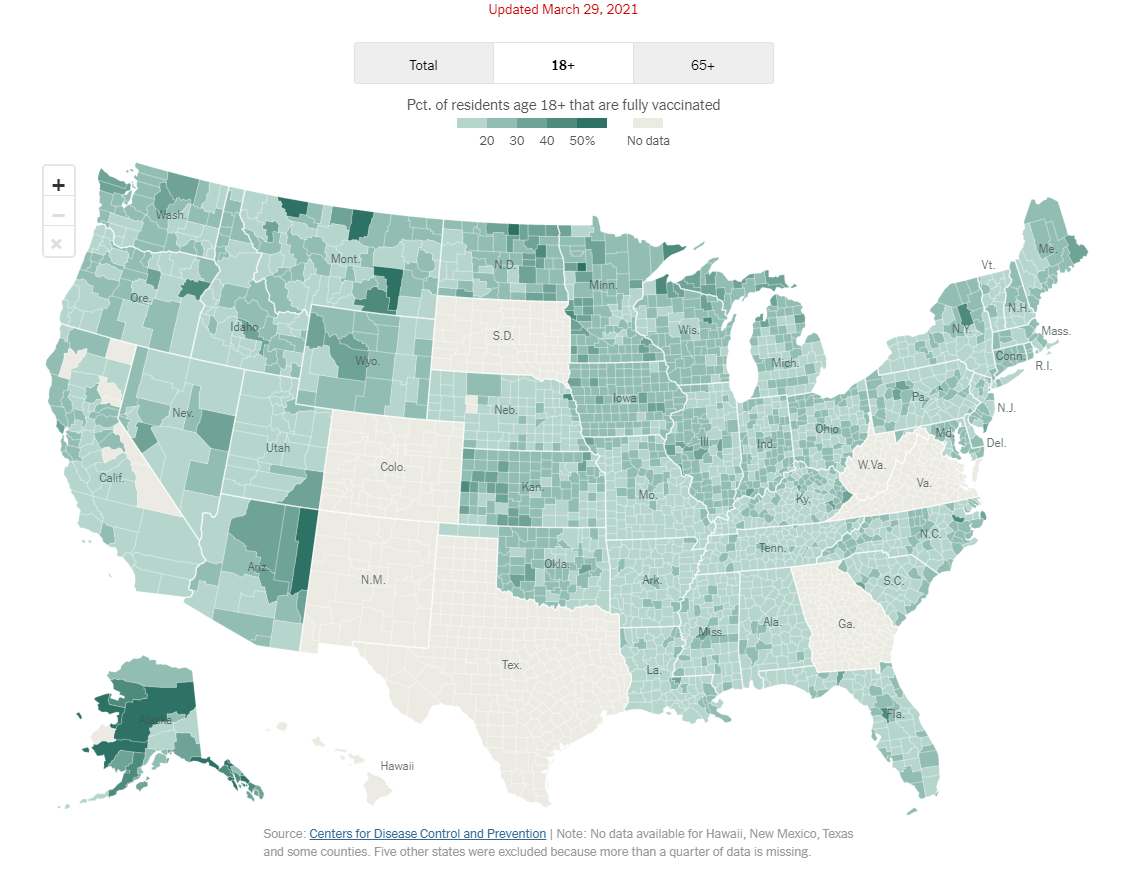 Updated March 29, 2021
Total 18+ 65+
Pct. of residents age 18+ that are fully vaccinated
20 30 40 50% No data
+
−
×
Wash.
Mont.
N.D.
Minn.
Vt.
Me.
Ore.
Idaho
S.D.
Wis.
N.Y.
N.H.
Mass.
Wyo.
Mich.
Conn.
R.I.
Nev.
Neb.
Iowa
Pa.
N.J.
Utah
Colo.
Ill.
Ind.
Ohio
Md.
Del.
Calif.
Kan.
Mo.
Ky.
W.Va.
Va.
Ariz.
N.M.
Okla.
Ark.
Tenn.
N.C.
S.C.
Tex.
La.
Miss.
Ala.
Ga.
Fla.
Alaska
Hawaii
Source: Centers for Disease Control and Prevention | Note: No data available for Hawaii, New Mexico, Texas
and some counties. Five other states were excluded because more than a quarter of data is missing.